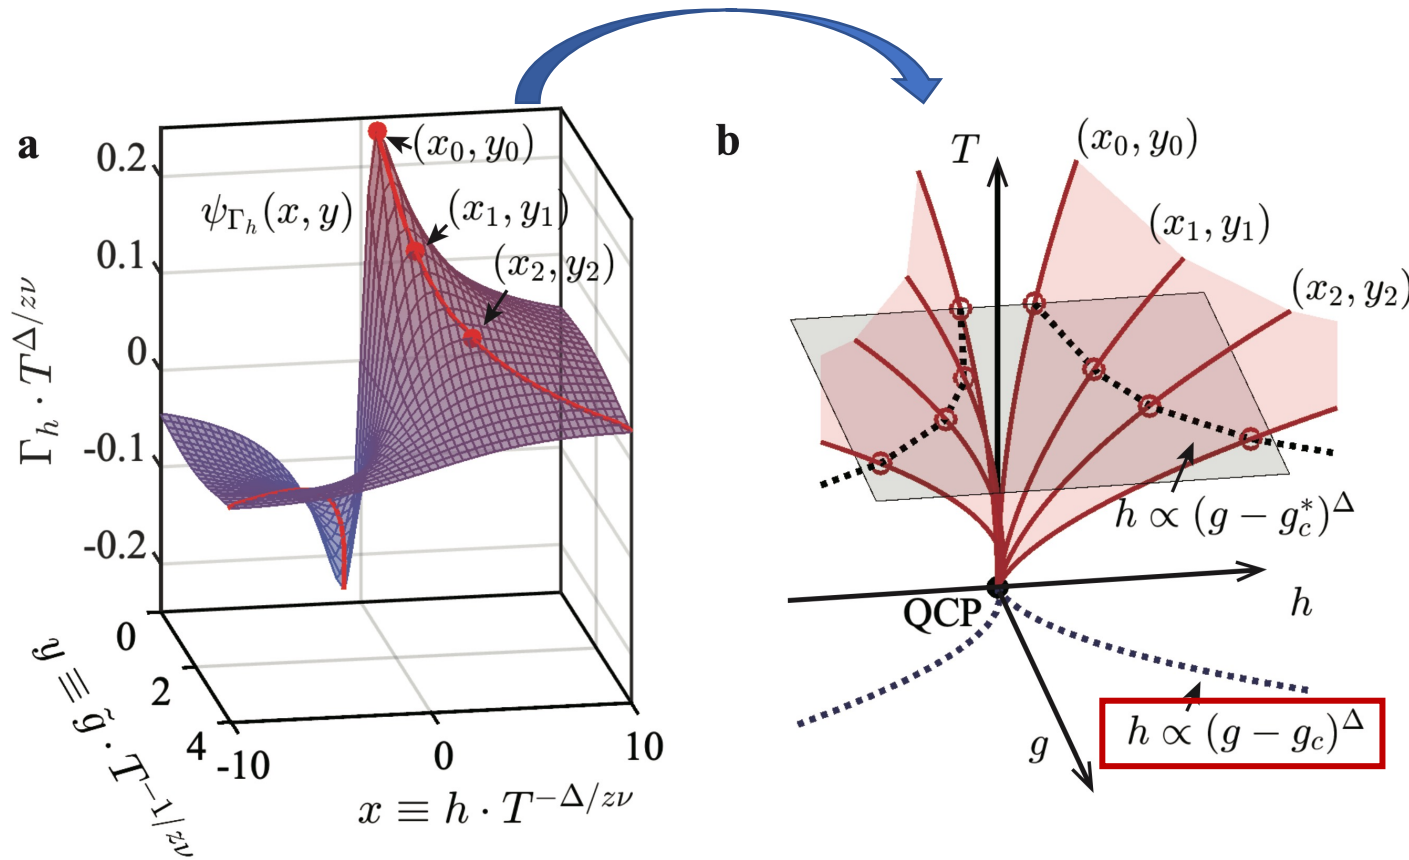 a
Γ_h · T^{Δ/zν}
0.2
0.1
0
-0.1
-0.2
ψ_{Γ_h}(x, y)
(x_0, y_0)
(x_1, y_1)
(x_2, y_2)
0
2
4
y ≡ g̃ · T^{-1/zν}
-10
0
10
x ≡ h · T^{-Δ/zν}
b
T
(x_0, y_0)
(x_1, y_1)
(x_2, y_2)
h ∝ (g − g_c^*)^Δ
QCP
h
g
h ∝ (g − g_c)^Δ